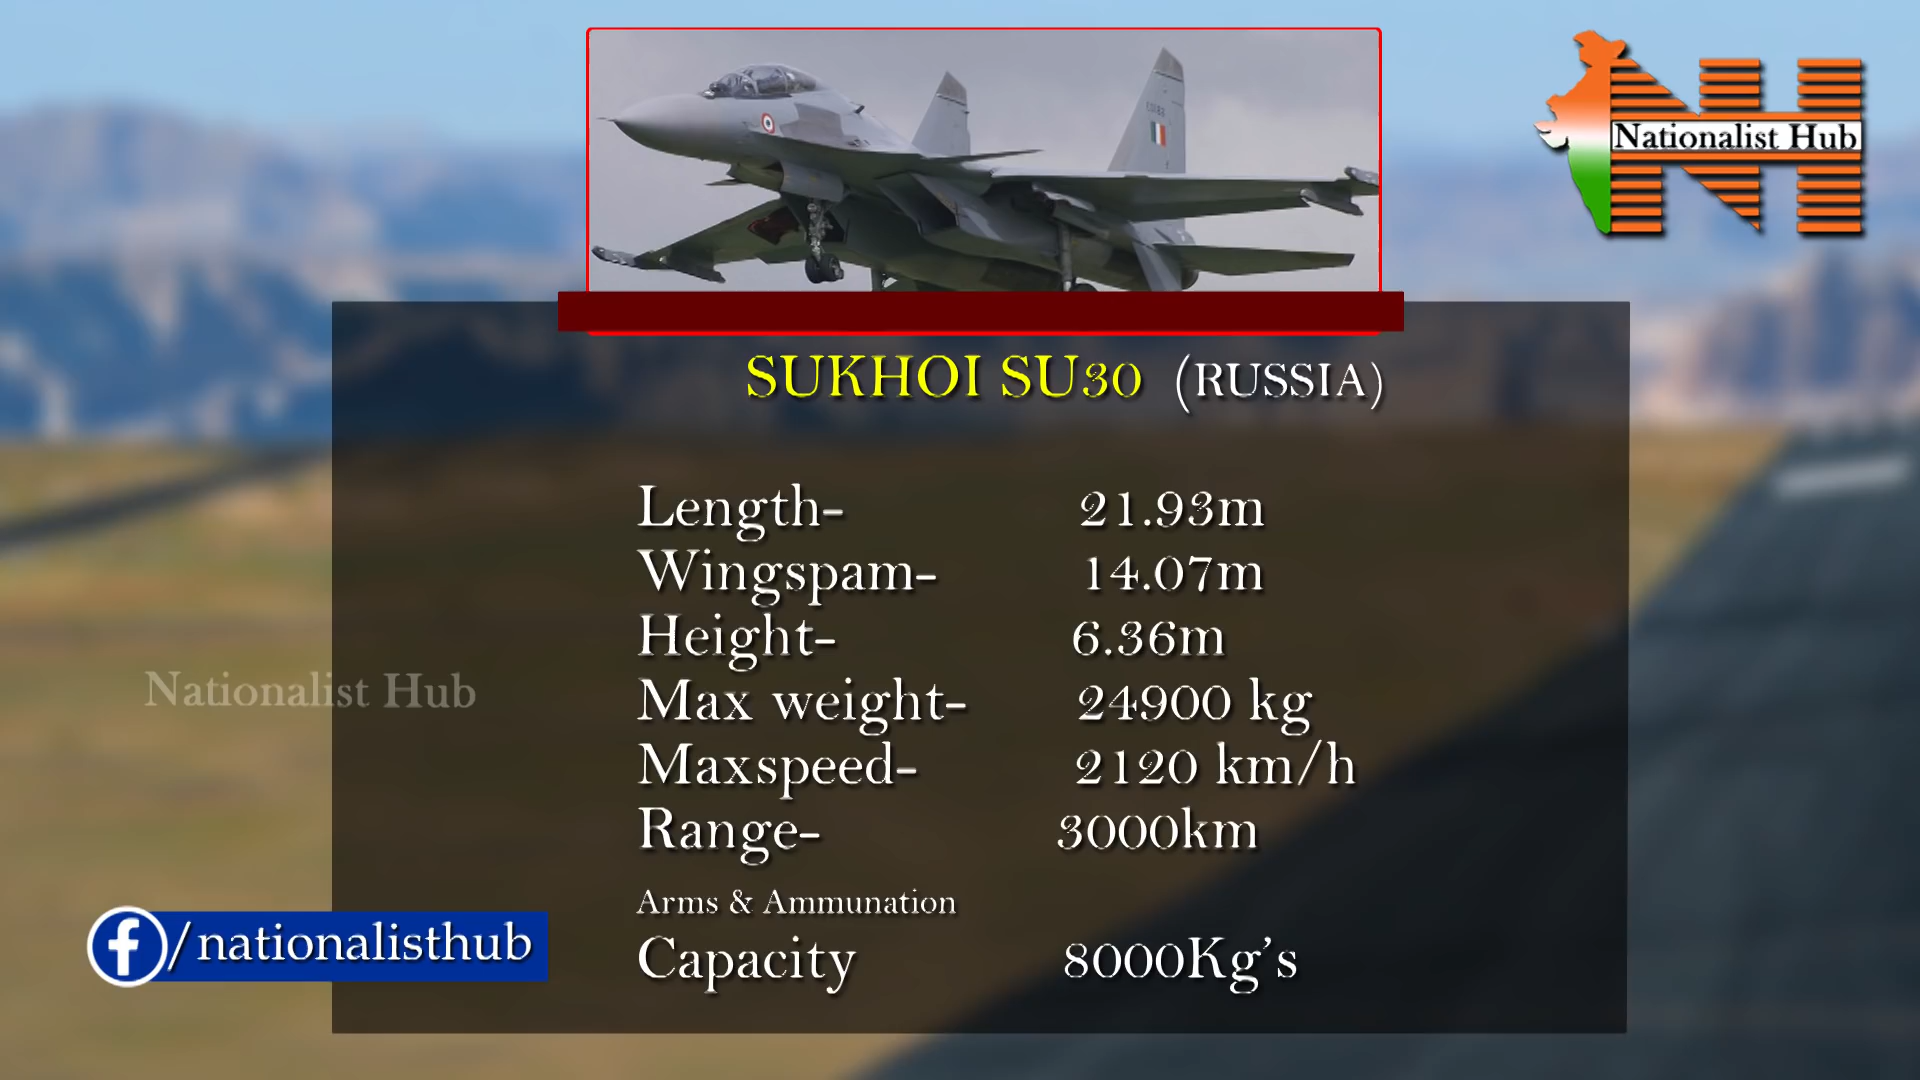 Nationalist Hub
SUKHOI SU30 (RUSSIA)
Length- 21.93m
Wingspam- 14.07m
Height- 6.36m
Max weight- 24900 kg
Maxspeed- 2120 km/h
Range- 3000km
Arms & Ammunation
Capacity 8000Kg's
Nationalist Hub
/nationalisthub